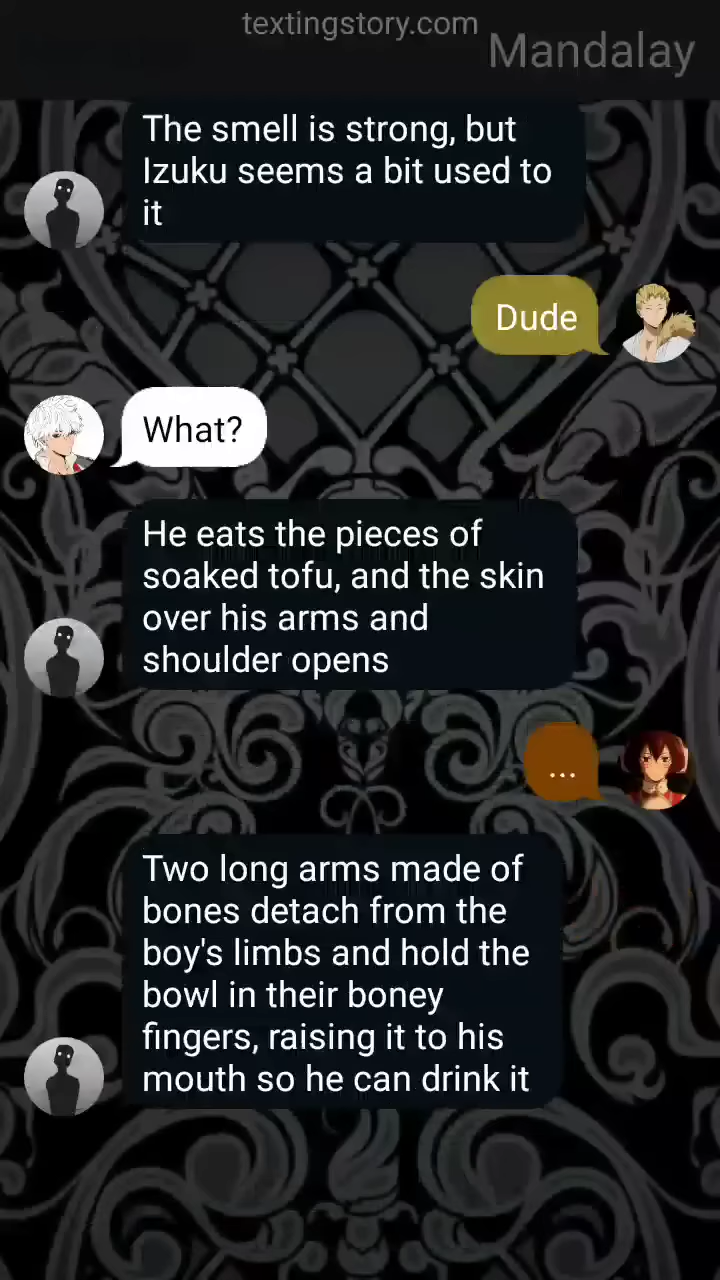 textingstory.com
Mandalay
The smell is strong, but
Izuku seems a bit used to
it
Dude
What?
He eats the pieces of
soaked tofu, and the skin
over his arms and
shoulder opens
...
Two long arms made of
bones detach from the
boy's limbs and hold the
bowl in their boney
fingers, raising it to his
mouth so he can drink it